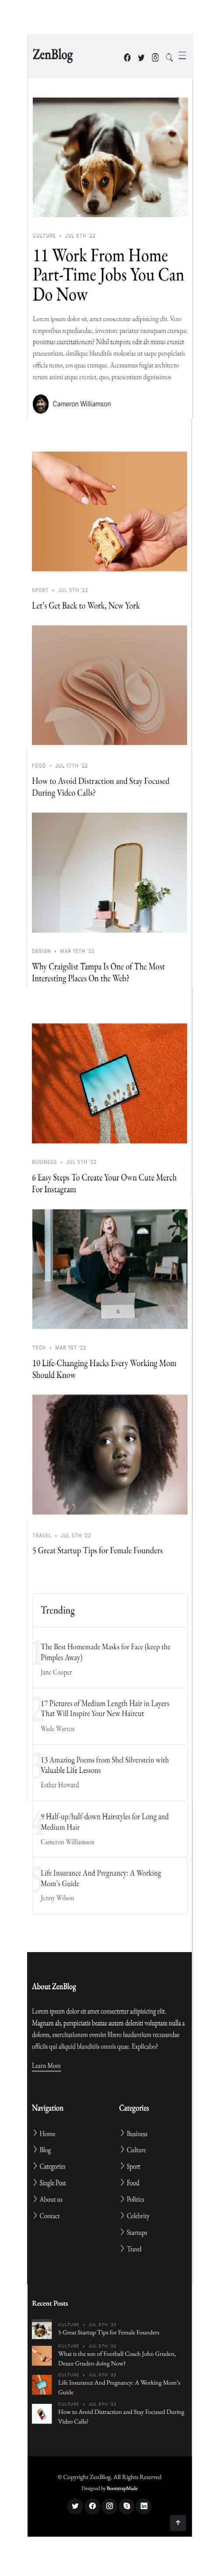 ZenBlog
CULTURE • JUL 5TH '22
11 Work From Home
Part-Time Jobs You Can
Do Now
Lorem ipsum dolor sit, amet consectetur adipisicing elit. Vero
temporibus repudiandae, inventore pariatur numquam cumque
possimus exercitationem? Nihil tempore odit ab minus eveniet
praesentium, similique blanditiis molestiae ut saepe perspiciatis
officia nemo, eos quae cumque. Accusamus fugiat architecto
rerum animi atque eveniet, quo, praesentium dignissimos
Cameron Williamson
SPORT • JUL 5TH '22
Let's Get Back to Work, New York
FOOD • JUL 17TH '22
How to Avoid Distraction and Stay Focused
During Video Calls?
DESIGN • MAR 15TH '22
Why Craigslist Tampa Is One of The Most
Interesting Places On the Web?
BUSINESS • JUL 5TH '22
6 Easy Steps To Create Your Own Cute Merch
For Instagram
TECH • MAR 1ST '22
10 Life-Changing Hacks Every Working Mom
Should Know
TRAVEL • JUL 5TH '22
5 Great Startup Tips for Female Founders
Trending
1
The Best Homemade Masks for Face (keep the
Pimples Away)
Jane Cooper
2
17 Pictures of Medium Length Hair in Layers
That Will Inspire Your New Haircut
Wade Warren
3
13 Amazing Poems from Shel Silverstein with
Valuable Life Lessons
Esther Howard
4
9 Half-up/half-down Hairstyles for Long and
Medium Hair
Cameron Williamson
5
Life Insurance And Pregnancy: A Working
Mom's Guide
Jenny Wilson
About ZenBlog
Lorem ipsum dolor sit amet consectetur adipisicing elit.
Magnam ab, perspiciatis beatae autem deleniti voluptate nulla a
dolores, exercitationem eveniet libero laudantium recusandae
officiis qui aliquid blanditiis omnis quae. Explicabo?
Learn More
Navigation
Home
Blog
Categories
Single Post
About us
Contact
Categories
Business
Culture
Sport
Food
Politics
Celebrity
Startups
Travel
Recent Posts
CULTURE • JUL 5TH '22
5 Great Startup Tips for Female Founders
CULTURE • JUL 5TH '22
What is the son of Football Coach John Gruden,
Deuce Gruden doing Now?
CULTURE • JUL 5TH '22
Life Insurance And Pregnancy: A Working Mom's
Guide
CULTURE • JUL 5TH '22
How to Avoid Distraction and Stay Focused During
Video Calls?
© Copyright ZenBlog. All Rights Reserved
Designed by BootstrapMade